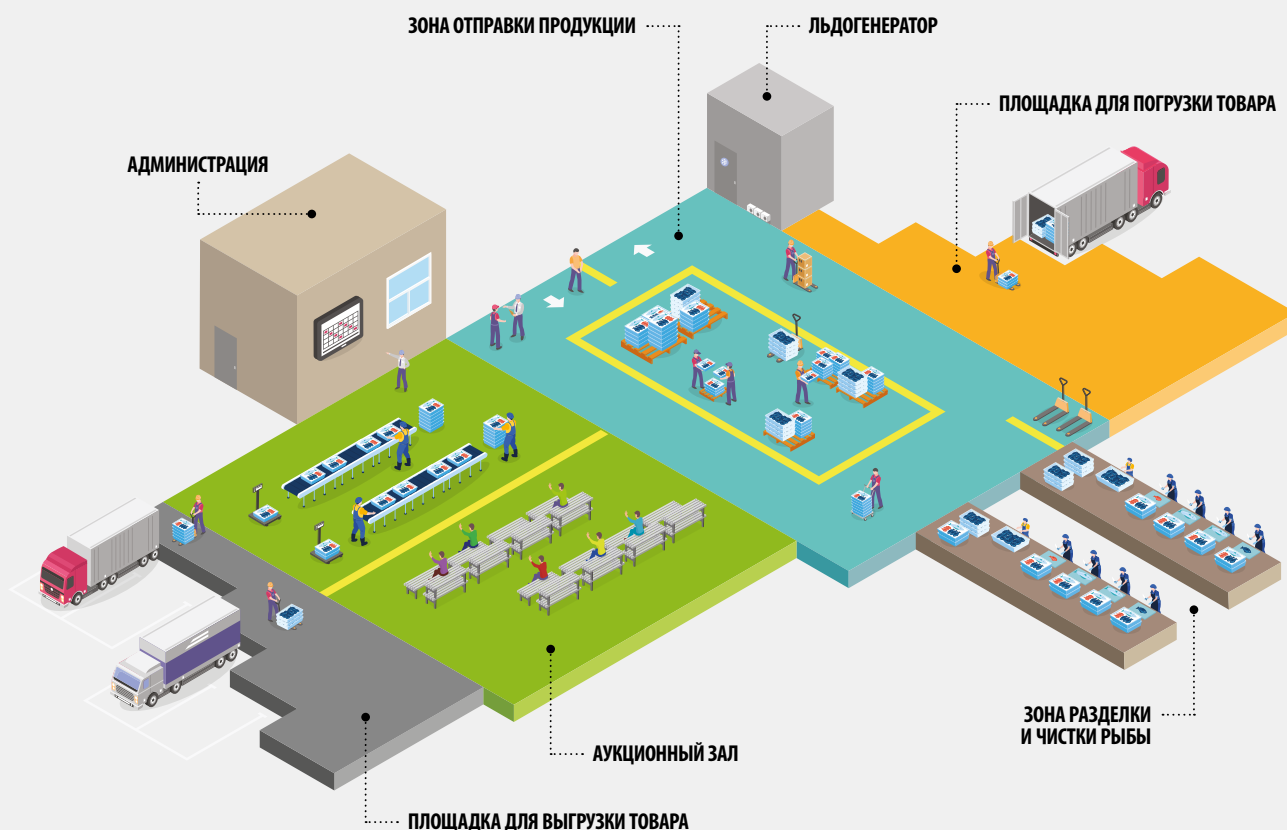 ЗОНА ОТПРАВКИ ПРОДУКЦИИ
ЛЬДОГЕНЕРАТОР
ПЛОЩАДКА ДЛЯ ПОГРУЗКИ ТОВАРА
АДМИНИСТРАЦИЯ
ЗОНА РАЗДЕЛКИ
И ЧИСТКИ РЫБЫ
АУКЦИОННЫЙ ЗАЛ
ПЛОЩАДКА ДЛЯ ВЫГРУЗКИ ТОВАРА